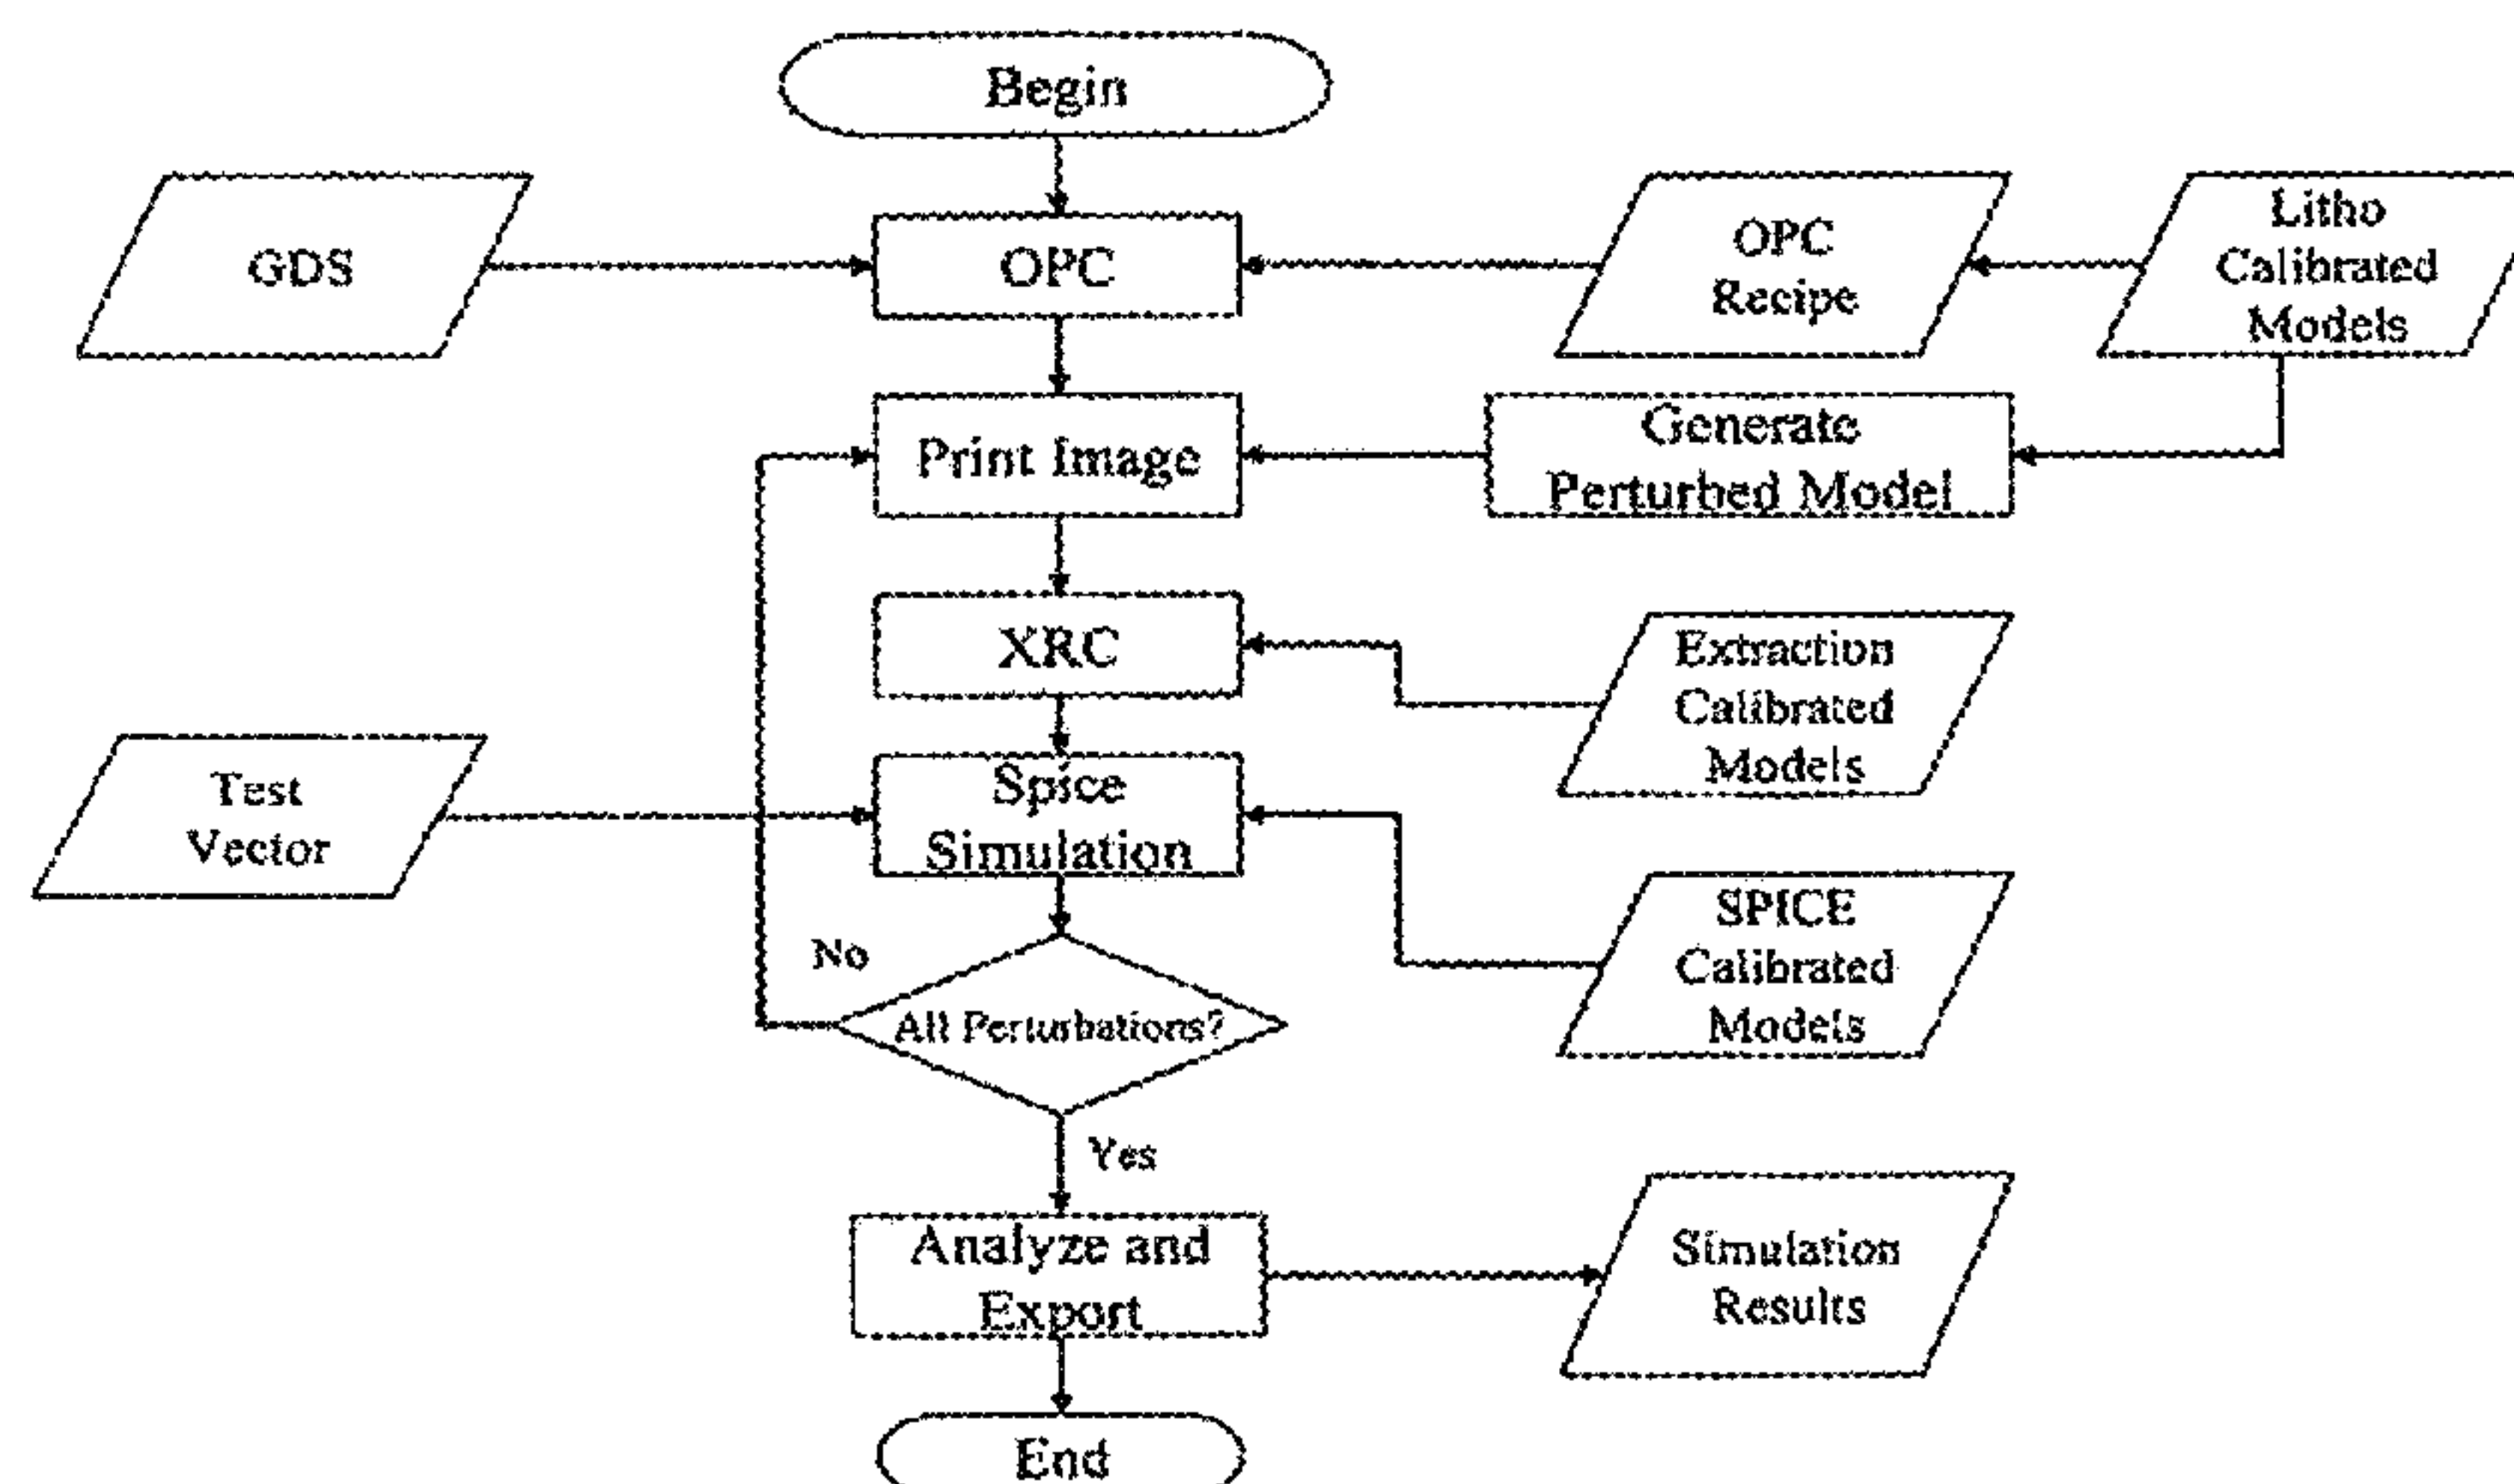 Begin
GDS
OPC
OPC
Recipe
Litho
Calibrated
Models
Print Image
Generate
Perturbed Model
XRC
Extraction
Calibrated
Models
Test
Vector
Spice
Simulation
SPICE
Calibrated
Models
No
All Perturbations?
Yes
Analyze and
Export
Simulation
Results
End